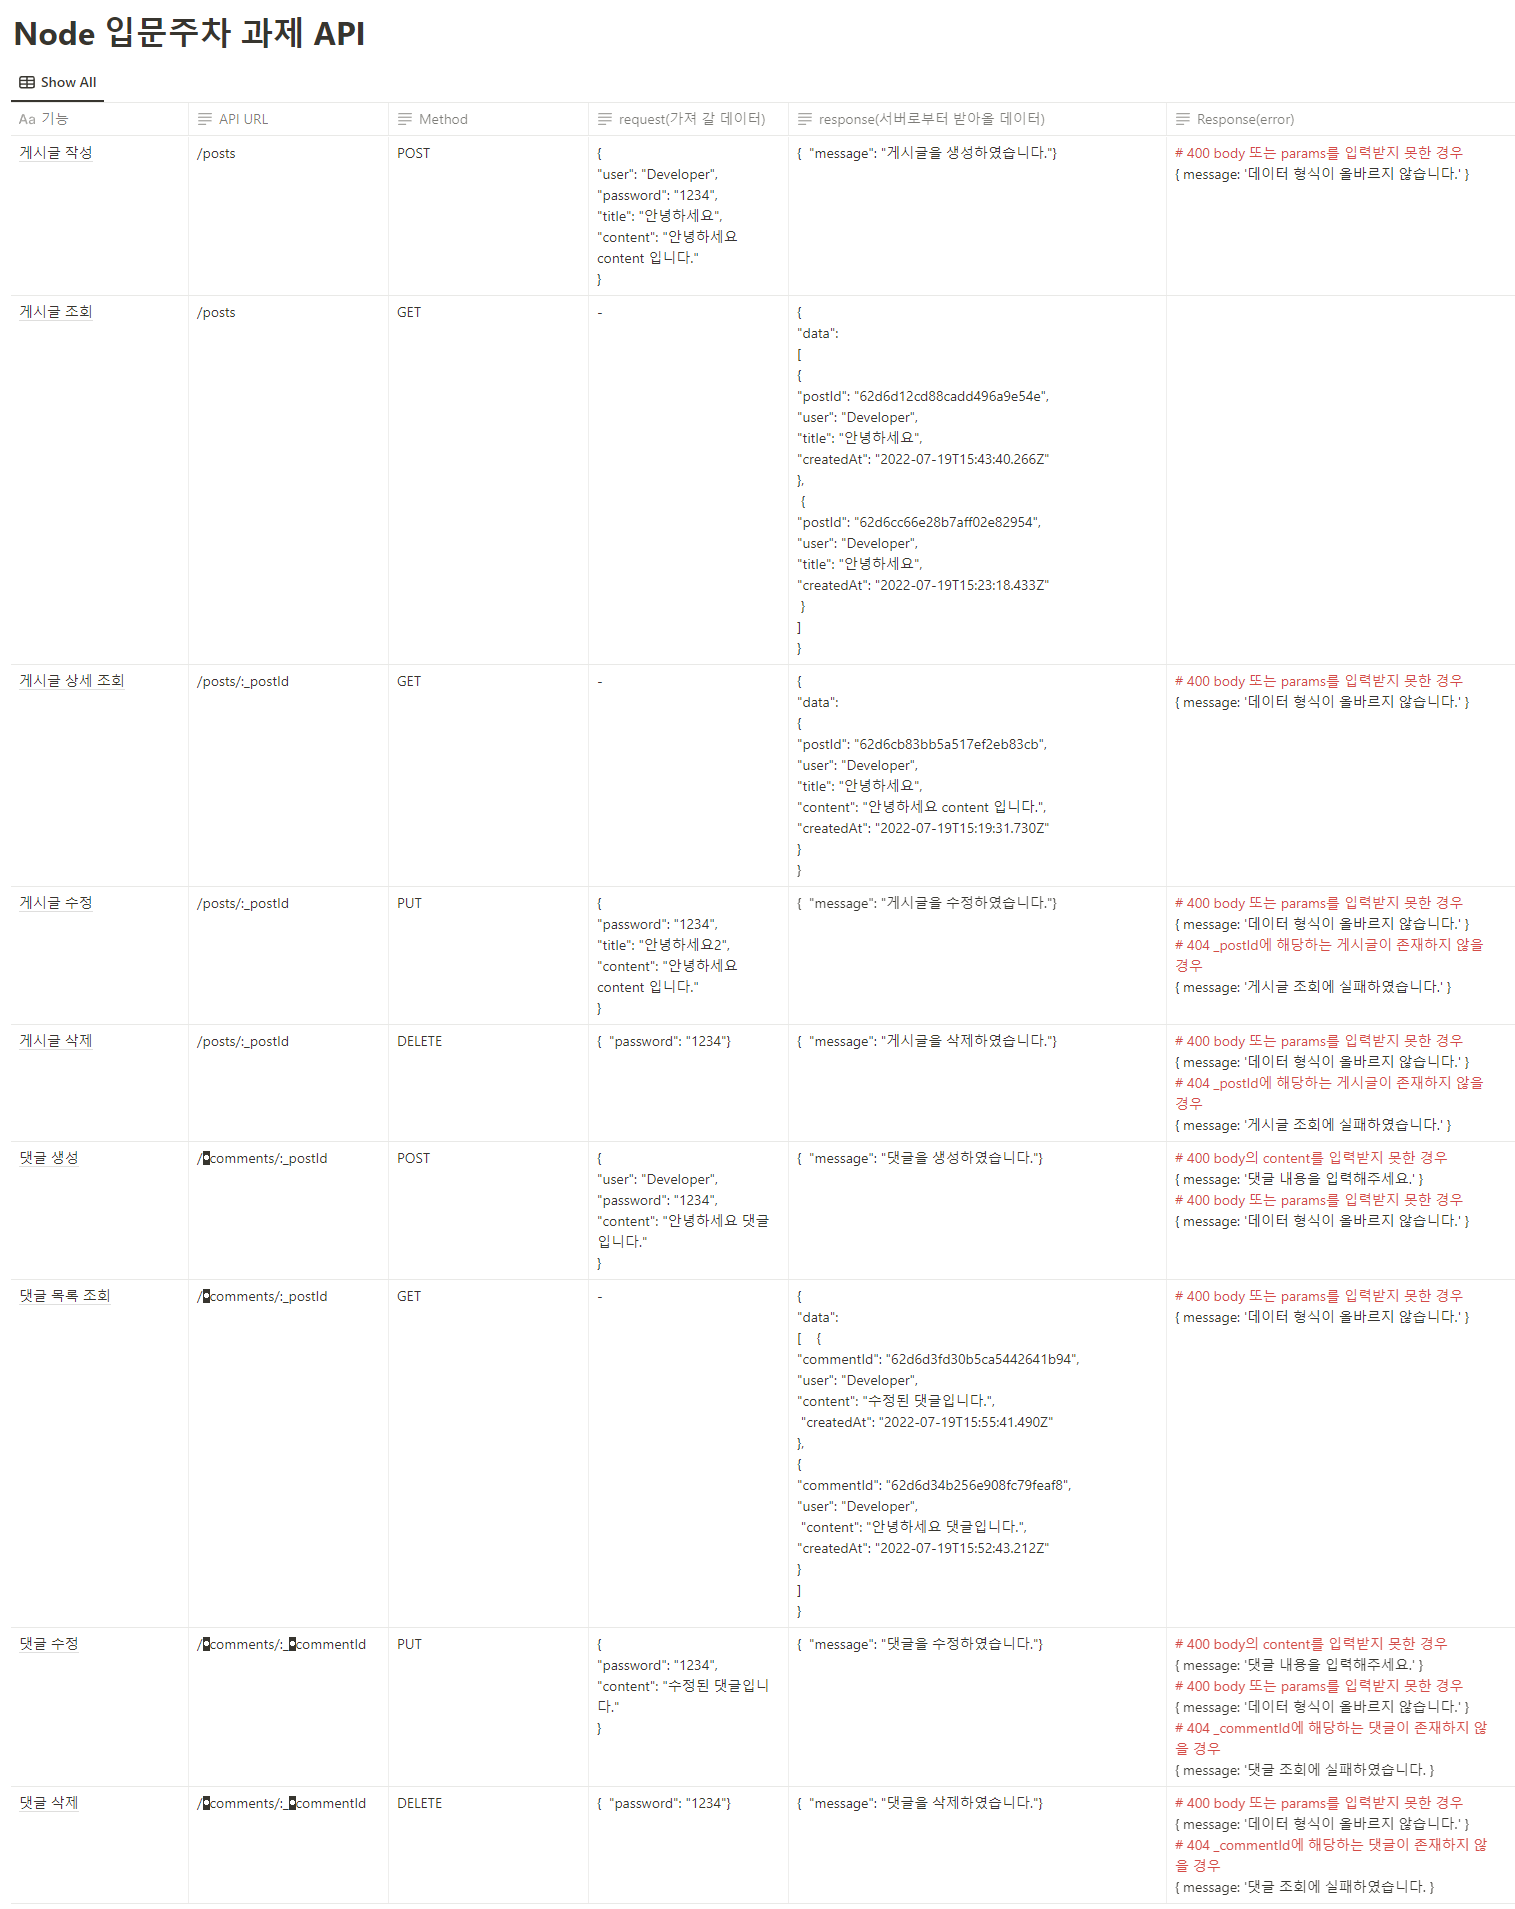 Node 입문주차 과제 API
Show All
Aa 기능
API URL
Method
request(가져 갈 데이터)
response(서버로부터 받아올 데이터)
Response(error)
게시글 작성
/posts
POST
{
"user": "Developer",
"password": "1234",
"title": "안녕하세요",
"content": "안녕하세요
content 입니다."
}
{ "message": "게시글을 생성하였습니다."}
# 400 body 또는 params를 입력받지 못한 경우
{ message: '데이터 형식이 올바르지 않습니다.' }
게시글 조회
/posts
GET
-
{
"data":
[
{
"postId": "62d6d12cd88cadd496a9e54e",
"user": "Developer",
"title": "안녕하세요",
"createdAt": "2022-07-19T15:43:40.266Z"
},
{
"postId": "62d6cc66e28b7aff02e82954",
"user": "Developer",
"title": "안녕하세요",
"createdAt": "2022-07-19T15:23:18.433Z"
}
]
}
게시글 상세 조회
/posts/:_postId
GET
-
{
"data":
{
"postId": "62d6cb83bb5a517ef2eb83cb",
"user": "Developer",
"title": "안녕하세요",
"content": "안녕하세요 content 입니다.",
"createdAt": "2022-07-19T15:19:31.730Z"
}
}
# 400 body 또는 params를 입력받지 못한 경우
{ message: '데이터 형식이 올바르지 않습니다.' }
게시글 수정
/posts/:_postId
PUT
{
"password": "1234",
"title": "안녕하세요2",
"content": "안녕하세요
content 입니다."
}
{ "message": "게시글을 수정하였습니다."}
# 400 body 또는 params를 입력받지 못한 경우
{ message: '데이터 형식이 올바르지 않습니다.' }
# 404 _postId에 해당하는 게시글이 존재하지 않을
경우
{ message: '게시글 조회에 실패하였습니다.' }
게시글 삭제
/posts/:_postId
DELETE
{ "password": "1234"}
{ "message": "게시글을 삭제하였습니다."}
# 400 body 또는 params를 입력받지 못한 경우
{ message: '데이터 형식이 올바르지 않습니다.' }
# 404 _postId에 해당하는 게시글이 존재하지 않을
경우
{ message: '게시글 조회에 실패하였습니다.' }
댓글 생성
/◘comments/:_postId
POST
{
"user": "Developer",
"password": "1234",
"content": "안녕하세요 댓글
입니다."
}
{ "message": "댓글을 생성하였습니다."}
# 400 body의 content를 입력받지 못한 경우
{ message: '댓글 내용을 입력해주세요.' }
# 400 body 또는 params를 입력받지 못한 경우
{ message: '데이터 형식이 올바르지 않습니다.' }
댓글 목록 조회
/◘comments/:_postId
GET
-
{
"data":
[ {
"commentId": "62d6d3fd30b5ca5442641b94",
"user": "Developer",
"content": "수정된 댓글입니다.",
"createdAt": "2022-07-19T15:55:41.490Z"
},
{
"commentId": "62d6d34b256e908fc79feaf8",
"user": "Developer",
"content": "안녕하세요 댓글입니다.",
"createdAt": "2022-07-19T15:52:43.212Z"
}
]
}
# 400 body 또는 params를 입력받지 못한 경우
{ message: '데이터 형식이 올바르지 않습니다.' }
댓글 수정
/◘comments/:_◘commentId
PUT
{
"password": "1234",
"content": "수정된 댓글입니
다."
}
{ "message": "댓글을 수정하였습니다."}
# 400 body의 content를 입력받지 못한 경우
{ message: '댓글 내용을 입력해주세요.' }
# 400 body 또는 params를 입력받지 못한 경우
{ message: '데이터 형식이 올바르지 않습니다.' }
# 404 _commentId에 해당하는 댓글이 존재하지 않
을 경우
{ message: '댓글 조회에 실패하였습니다. }
댓글 삭제
/◘comments/:_◘commentId
DELETE
{ "password": "1234"}
{ "message": "댓글을 삭제하였습니다."}
# 400 body 또는 params를 입력받지 못한 경우
{ message: '데이터 형식이 올바르지 않습니다.' }
# 404 _commentId에 해당하는 댓글이 존재하지 않
을 경우
{ message: '댓글 조회에 실패하였습니다. }